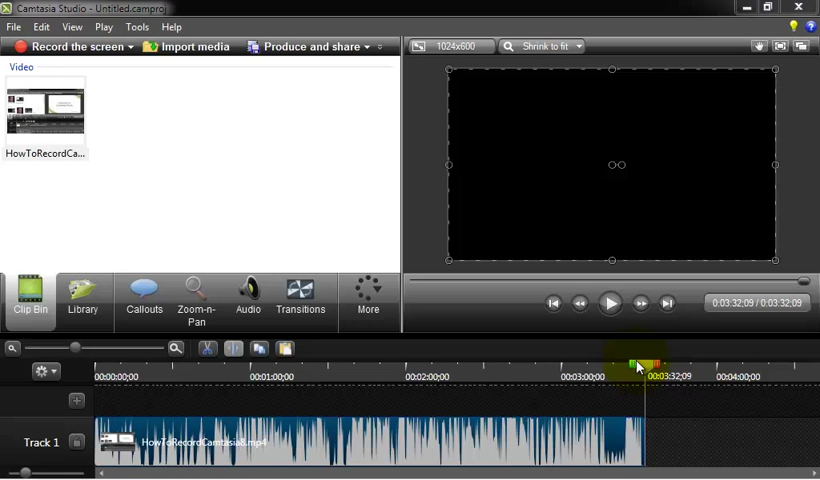 Camtasia Studio - Untitled.camproj
File Edit View Play Tools Help
Record the screen Import media Produce and share
1024x600 Shrink to fit
Video
HowToRecordCa...
Clip Bin Library Callouts Zoom-n-Pan Audio Transitions More
0:03:32;09 / 0:03:32;09
00:00:00;00 00:01:00;00 00:02:00;00 00:03:00;00 00:03:32;09 00:04:00;00
Track 1 HowToRecordCamtasia8.mp4